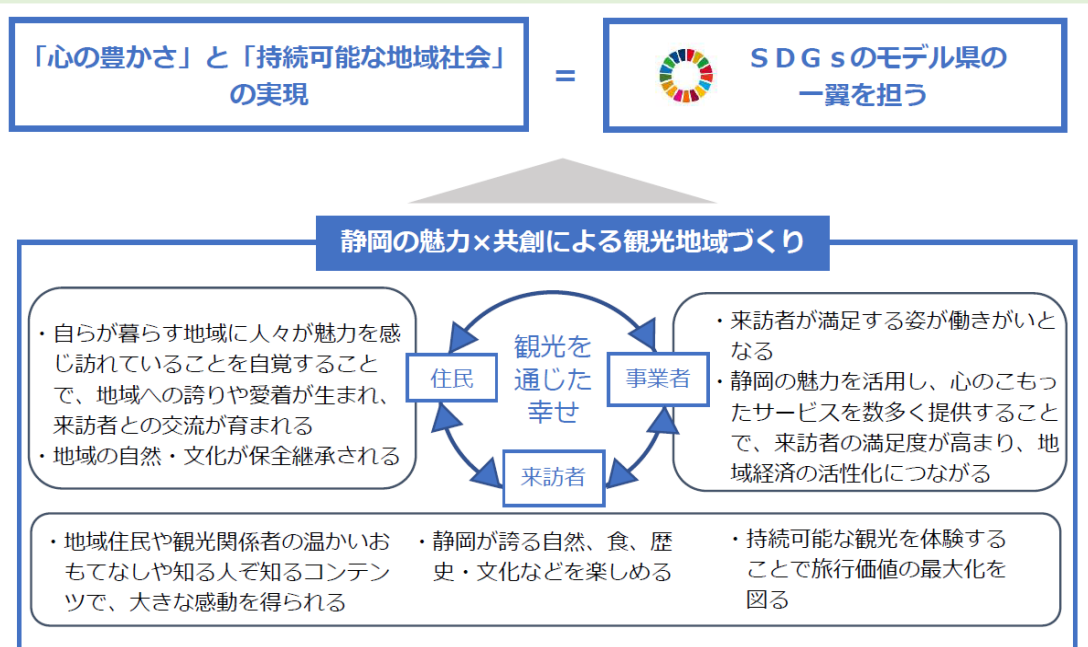 「心の豊かさ」と「持続可能な地域社会」
の実現
=
ＳＤＧｓのモデル県の
一翼を担う
静岡の魅力×共創による観光地域づくり
・自らが暮らす地域に人々が魅力を感
じ訪れていることを自覚すること
で、地域への誇りや愛着が生まれ、
来訪者との交流が育まれる
・地域の自然・文化が保全継承される
住民
観光を
通じた
幸せ
事業者
来訪者
・来訪者が満足する姿が働きがいと
なる
・静岡の魅力を活用し、心のこもっ
たサービスを数多く提供すること
で、来訪者の満足度が高まり、地
域経済の活性化につながる
・地域住民や観光関係者の温かいお
もてなしや知る人ぞ知るコンテン
ツで、大きな感動を得られる
・静岡が誇る自然、食、歴
史・文化などを楽しめる
・持続可能な観光を体験する
ことで旅行価値の最大化を
図る